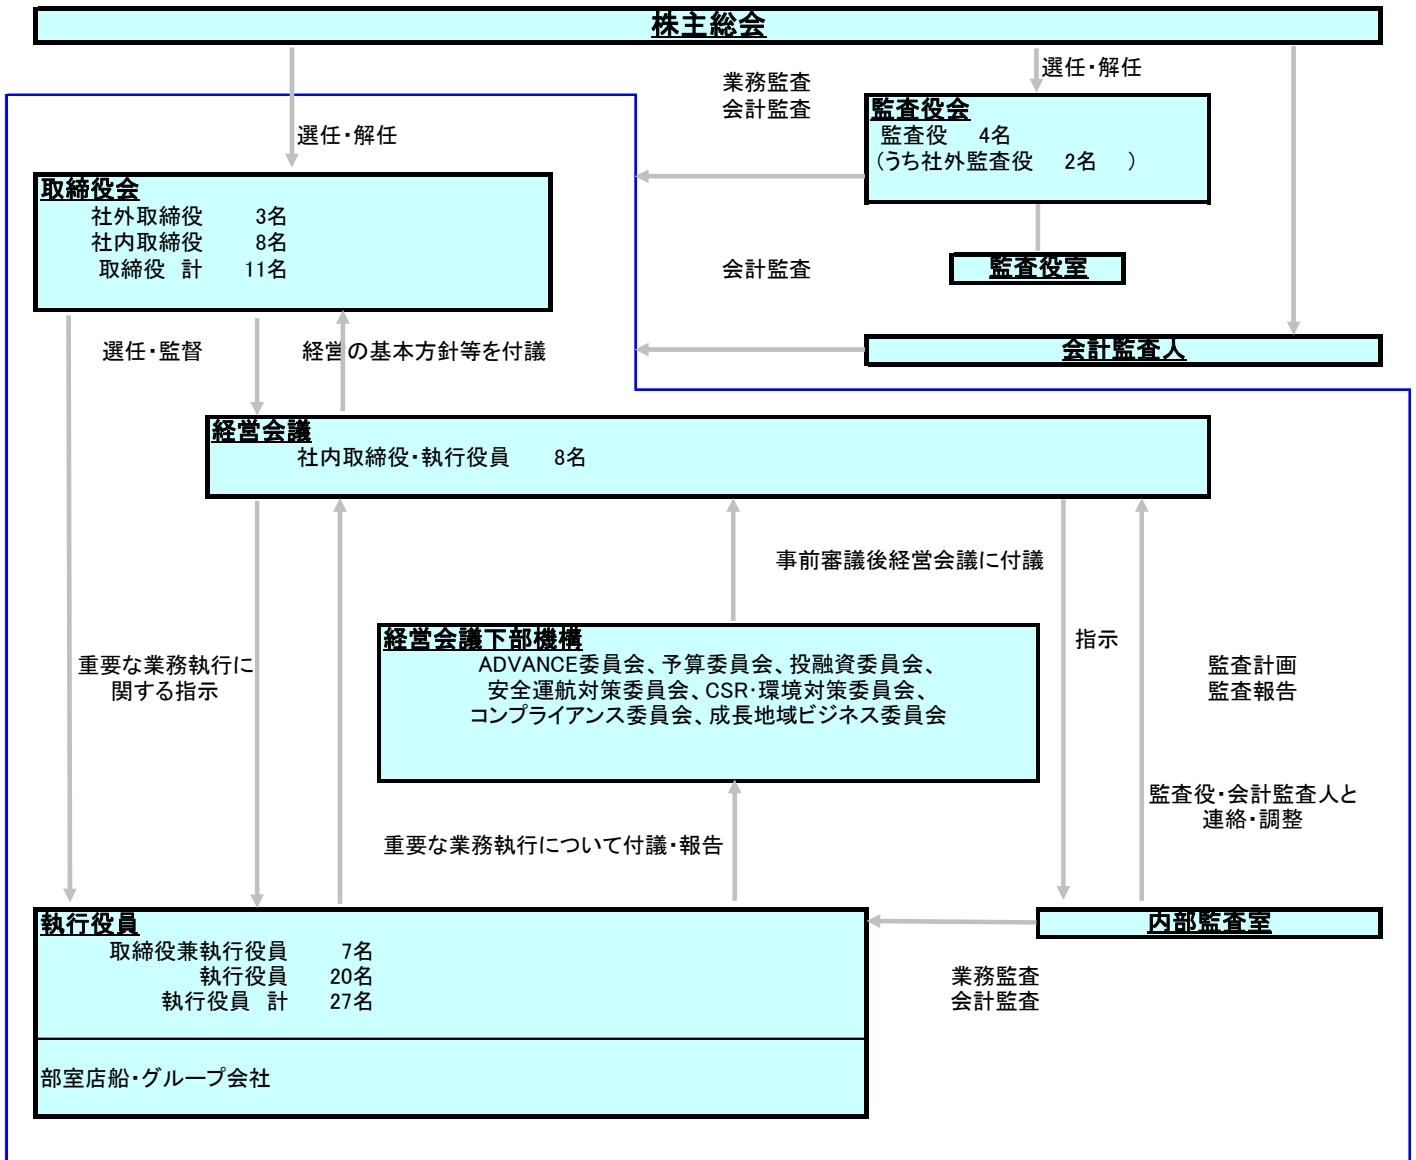 株主総会
選任・解任
業務監査
会計監査
監査役会
監査役 4名
(うち社外監査役 2名 )
選任・解任
取締役会
社外取締役 3名
社内取締役 8名
取締役 計 11名
会計監査
監査役室
会計監査人
選任・監督
経営の基本方針等を付議
経営会議
社内取締役・執行役員 8名
事前審議後経営会議に付議
経営会議下部機構
ADVANCE委員会、予算委員会、投融資委員会、
安全運航対策委員会、CSR・環境対策委員会、
コンプライアンス委員会、成長地域ビジネス委員会
指示
重要な業務執行に
関する指示
監査計画
監査報告
監査役・会計監査人と
連絡・調整
重要な業務執行について付議・報告
執行役員
取締役兼執行役員 7名
執行役員 20名
執行役員 計 27名
内部監査室
業務監査
会計監査
部室店船・グループ会社